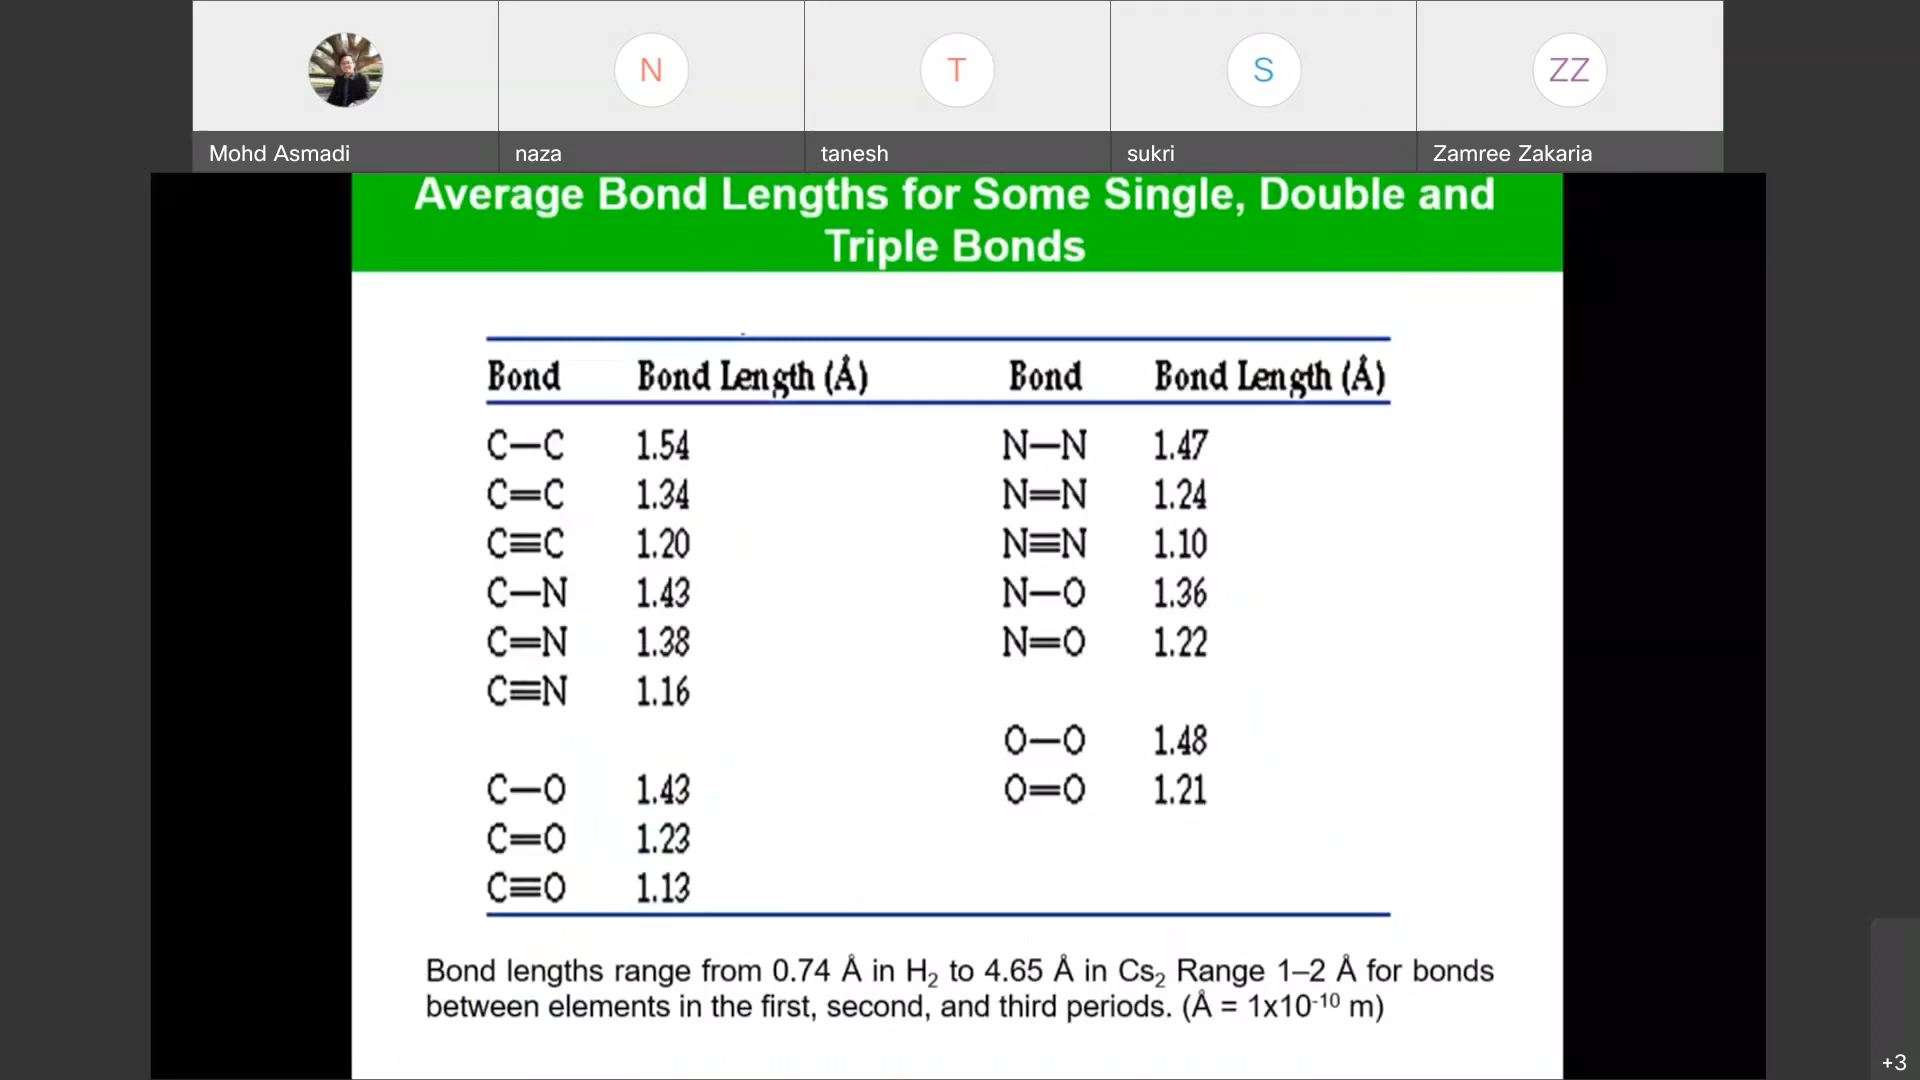 N
T
S
ZZ
Mohd Asmadi
naza
tanesh
sukri
Zamree Zakaria
Average Bond Lengths for Some Single, Double and
Triple Bonds
Bond Bond Length (Å) Bond Bond Length (Å)
C—C 1.54 N—N 1.47
C=C 1.34 N=N 1.24
C≡C 1.20 N≡N 1.10
C—N 1.43 N—O 1.36
C=N 1.38 N=O 1.22
C≡N 1.16
O—O 1.48
C—O 1.43 O=O 1.21
C=O 1.23
C≡O 1.13
Bond lengths range from 0.74 Å in H₂ to 4.65 Å in Cs₂ Range 1–2 Å for bonds
between elements in the first, second, and third periods. (Å = 1x10⁻¹⁰ m)
+3